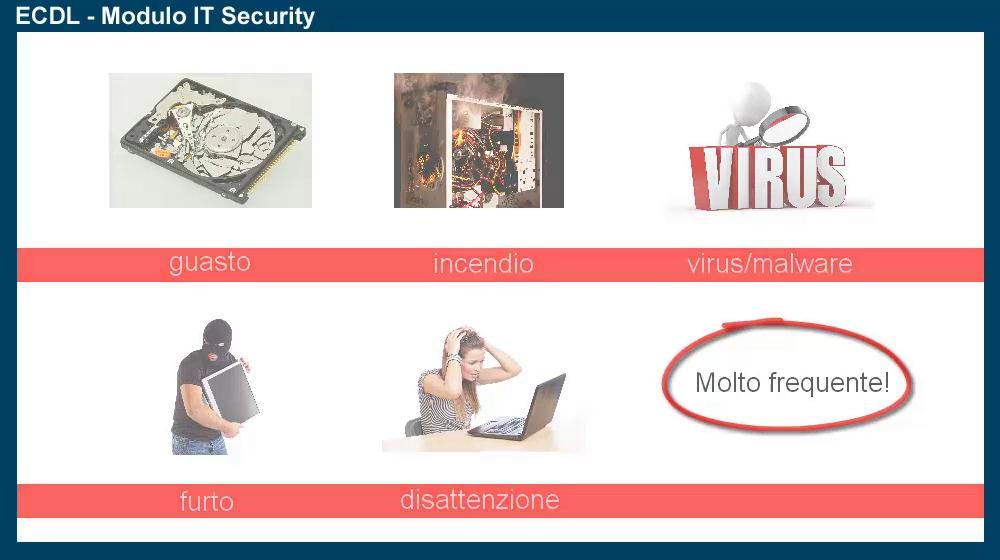 ECDL - Modulo IT Security
VIRUS
guasto
incendio
virus/malware
Molto frequente!
furto
disattenzione